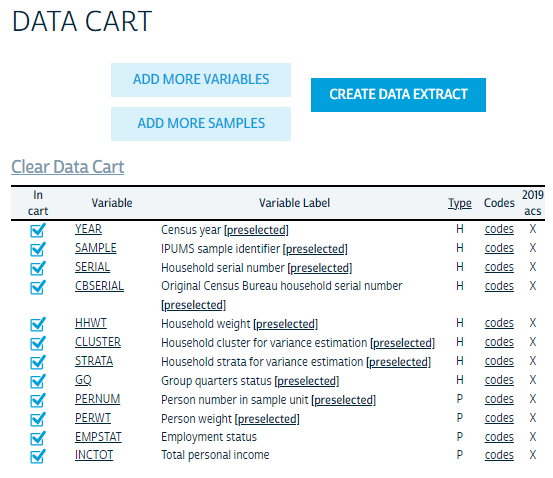 DATA CART
ADD MORE VARIABLES
CREATE DATA EXTRACT
ADD MORE SAMPLES
Clear Data Cart
In cart Variable Variable Label Type Codes 2019 acs
YEAR Census year [preselected] H codes X
SAMPLE IPUMS sample identifier [preselected] H codes X
SERIAL Household serial number [preselected] H codes X
CBSERIAL Original Census Bureau household serial number H codes X
[preselected]
HHWT Household weight [preselected] H codes X
CLUSTER Household cluster for variance estimation [preselected] H codes X
STRATA Household strata for variance estimation [preselected] H codes X
GQ Group quarters status [preselected] H codes X
PERNUM Person number in sample unit [preselected] P codes X
PERWT Person weight [preselected] P codes X
EMPSTAT Employment status P codes X
INCTOT Total personal income P codes X